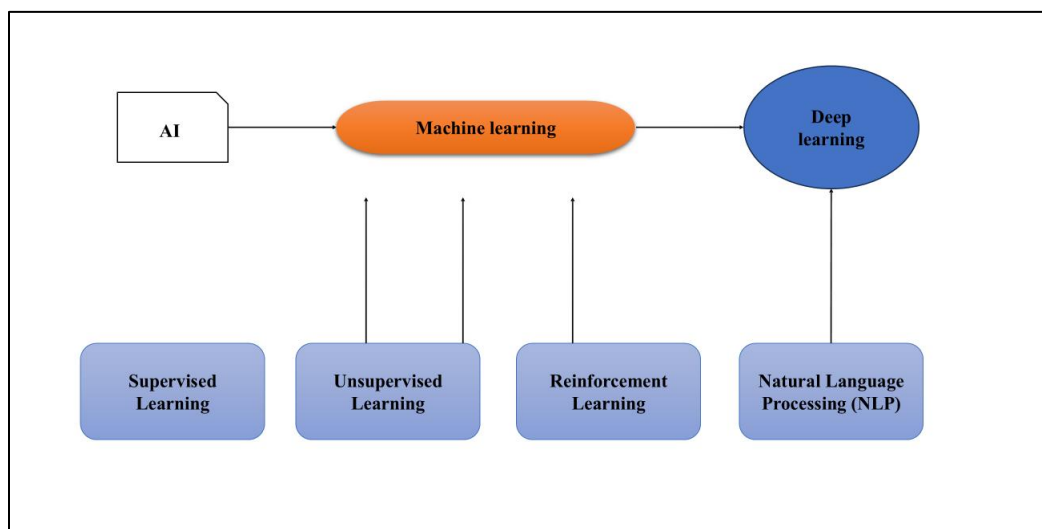 AI
Machine learning
Deep
learning
Supervised
Learning
Unsupervised
Learning
Reinforcement
Learning
Natural Language
Processing (NLP)